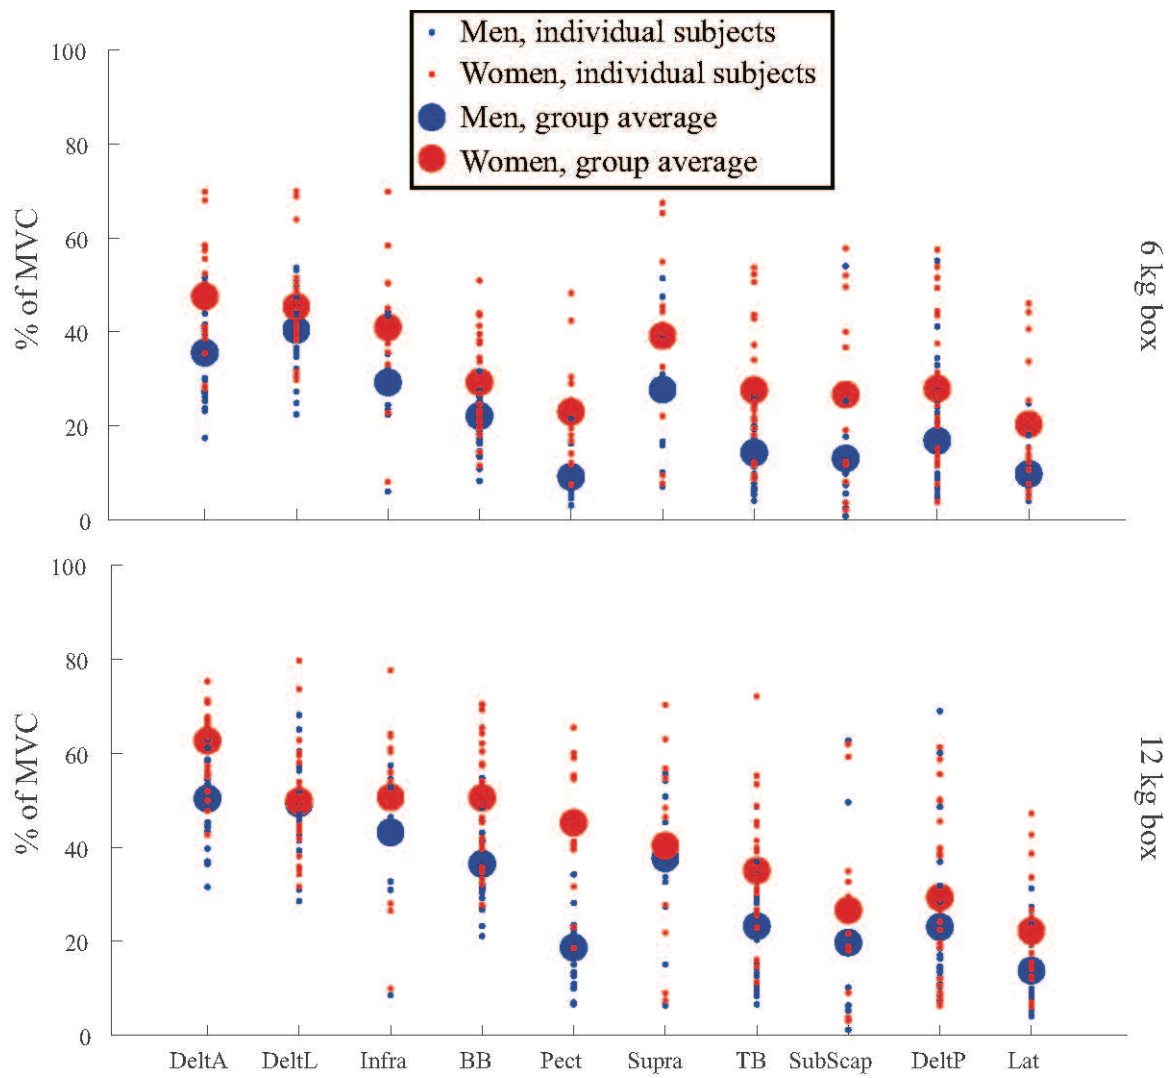 Men, individual subjects
Women, individual subjects
Men, group average
Women, group average
100
80
60
40
20
0
% of MVC
6 kg box
100
80
60
40
20
0
% of MVC
12 kg box
DeltA DeltL Infra BB Pect Supra TB SubScap DeltP Lat